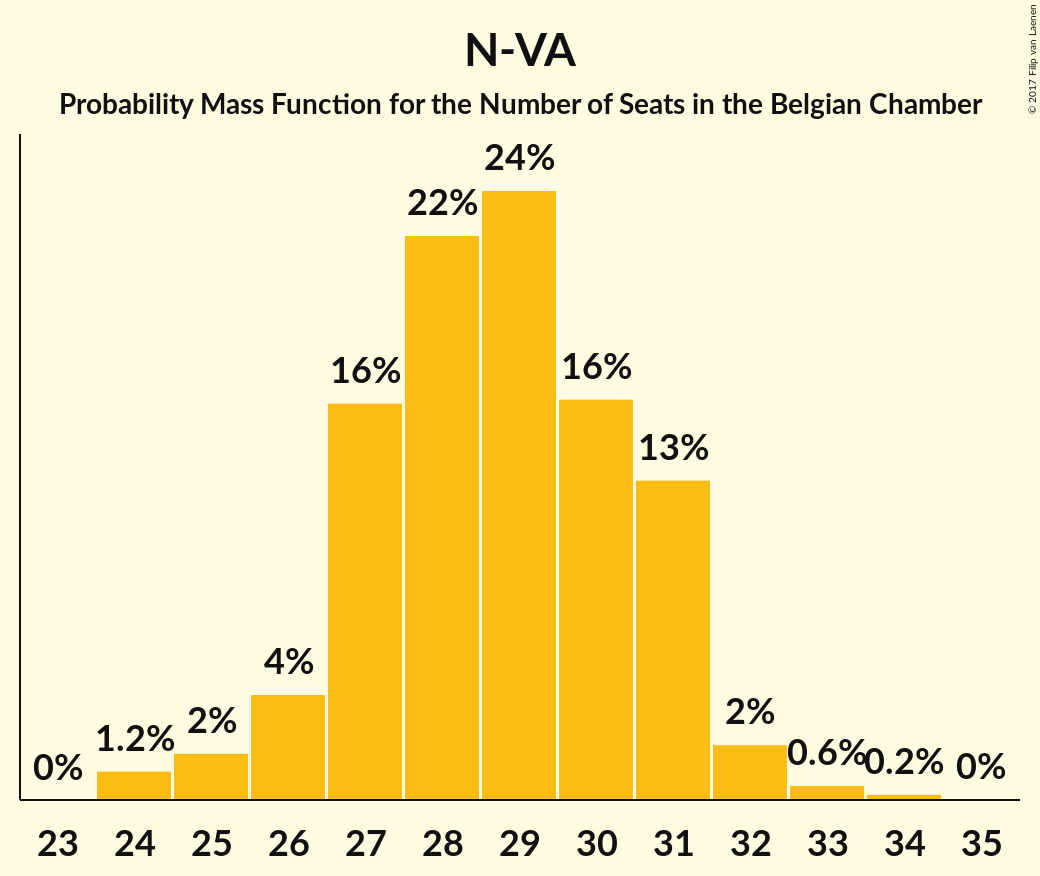 N-VA
Probability Mass Function for the Number of Seats in the Belgian Chamber
© 2017 Filip van Laenen
0% 1.2% 2% 4% 16% 22% 24% 16% 13% 2% 0.6% 0.2% 0%
23 24 25 26 27 28 29 30 31 32 33 34 35